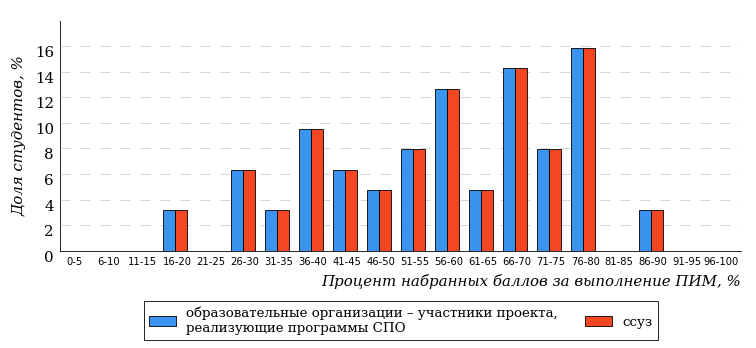 Доля студентов, %
16
14
12
10
8
6
4
2
0
0-5 6-10 11-15 16-20 21-25 26-30 31-35 36-40 41-45 46-50 51-55 56-60 61-65 66-70 71-75 76-80 81-85 86-90 91-95 96-100
Процент набранных баллов за выполнение ПИМ, %
образовательные организации – участники проекта,
реализующие программы СПО
ссуз